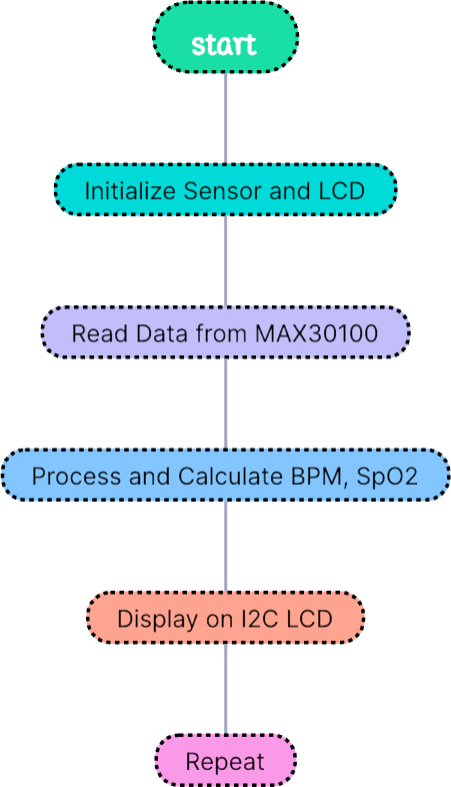 start
Initialize Sensor and LCD
Read Data from MAX30100
Process and Calculate BPM, SpO2
Display on I2C LCD
Repeat